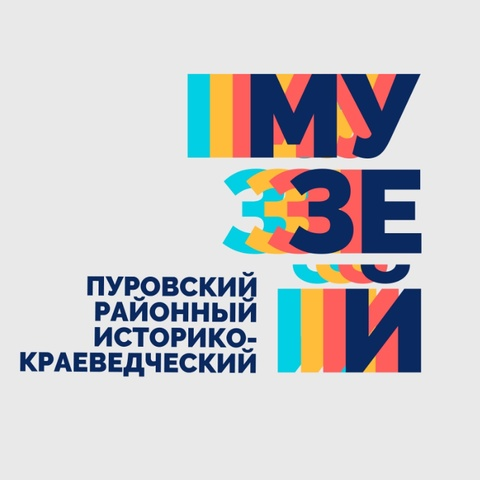 МУ
ЗЕ
Й
ПУРОВСКИЙ
РАЙОННЫЙ
ИСТОРИКО-
КРАЕВЕДЧЕСКИЙ